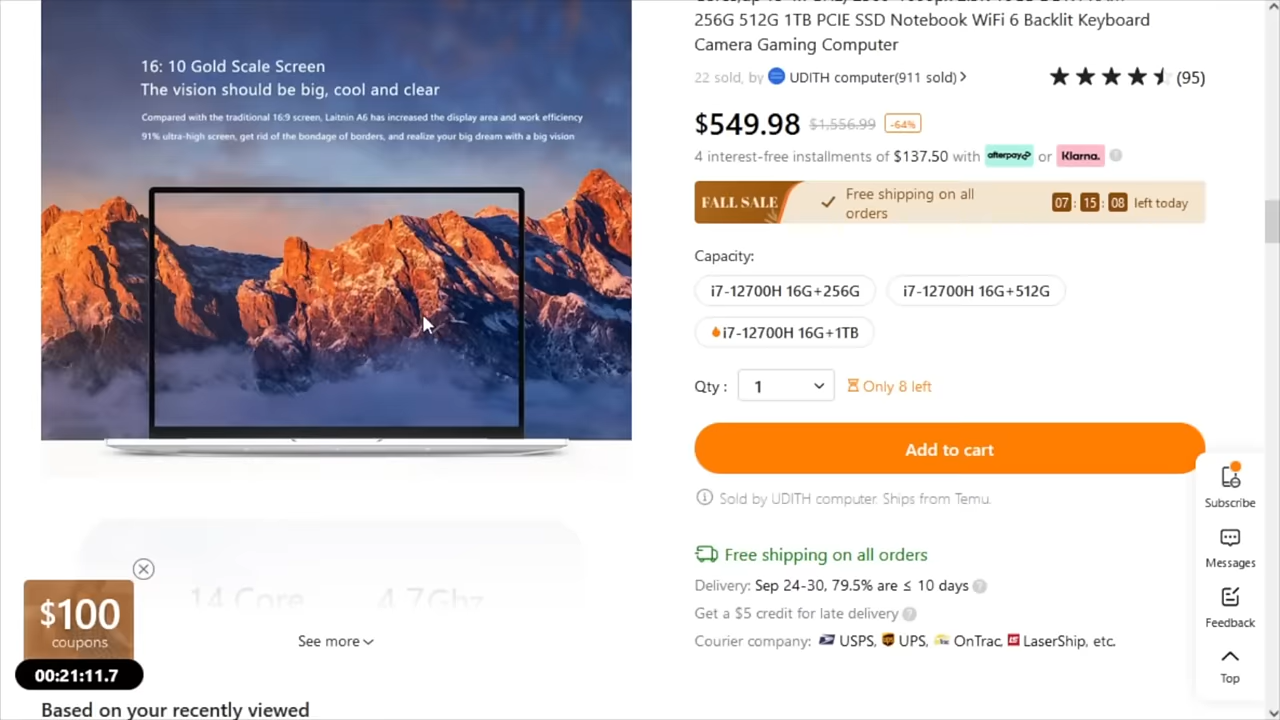 16: 10 Gold Scale Screen
The vision should be big, cool and clear
Compared with the traditional 16:9 screen, Laitnin A6 has increased the display area and work efficiency
91% ultra-high screen, get rid of the bondage of borders, and realize your big dream with a big vision
14 Core 4.7Ghz
See more
$100
coupons
00:21:11.7
Based on your recently viewed
256G 512G 1TB PCIE SSD Notebook WiFi 6 Backlit Keyboard
Camera Gaming Computer
22 sold, by UDITH computer(911 sold)
(95)
$549.98 $1,556.99 -64%
4 interest-free installments of $137.50 with afterpay or Klarna.
FALL SALE
Free shipping on all
orders
07 : 15 : 08 left today
Capacity:
i7-12700H 16G+256G i7-12700H 16G+512G
i7-12700H 16G+1TB
Qty : 1 Only 8 left
Add to cart
Sold by UDITH computer. Ships from Temu.
Free shipping on all orders
Delivery: Sep 24-30, 79.5% are ≤ 10 days
Get a $5 credit for late delivery
Courier company: USPS, UPS, OnTrac, LaserShip, etc.
Subscribe
Messages
Feedback
Top